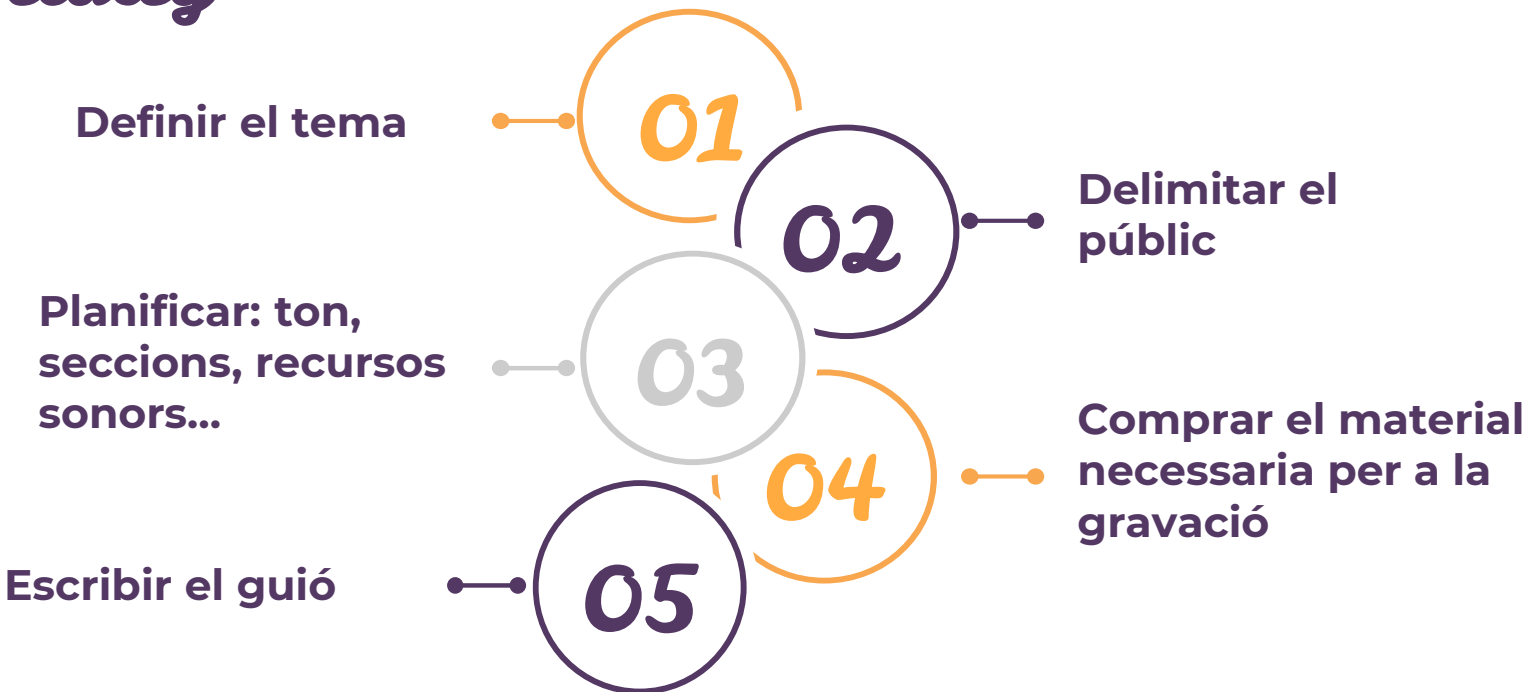 Definir el tema
01
02
Delimitar el
públic
Planificar: ton,
seccions, recursos
sonors...
03
04
Comprar el material
necessaria per a la
gravació
Escribir el guió
05